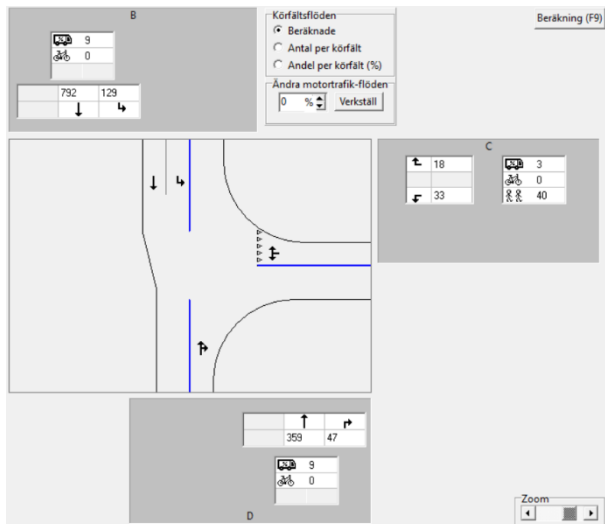 B
9
0
792 129
Körfältsflöden
Beräknade
Antal per körfält
Andel per körfält (%)
Ändra motortrafik-flöden
0 % Verkställ
Beräkning (F9)
C
18
33
% 3
0
40
359 47
% 9
0
D
Zoom